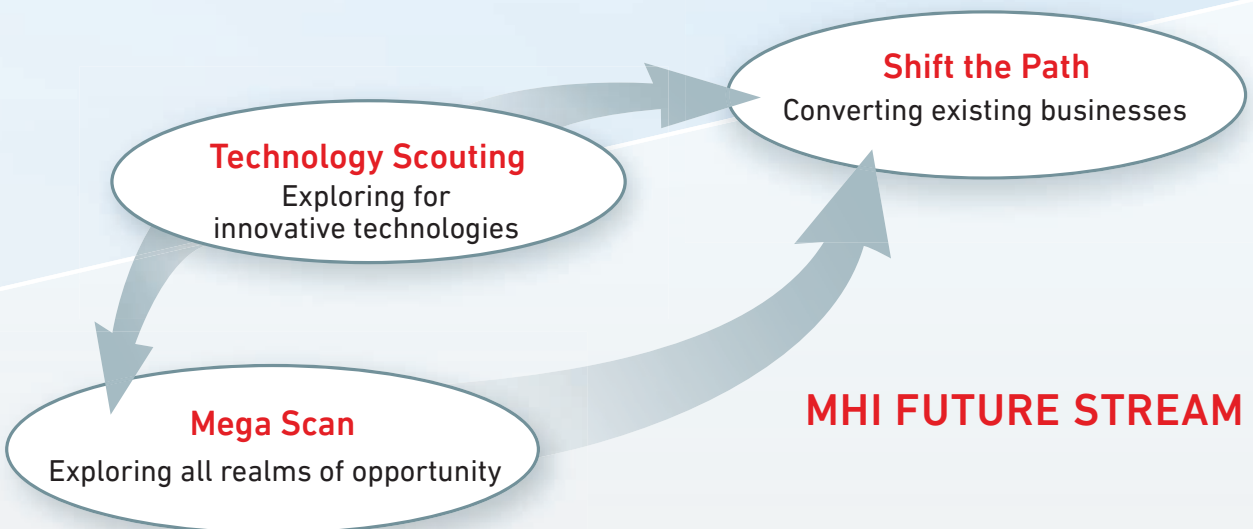 Shift the Path
Converting existing businesses
Technology Scouting
Exploring for
innovative technologies
Mega Scan
Exploring all realms of opportunity
MHI FUTURE STREAM